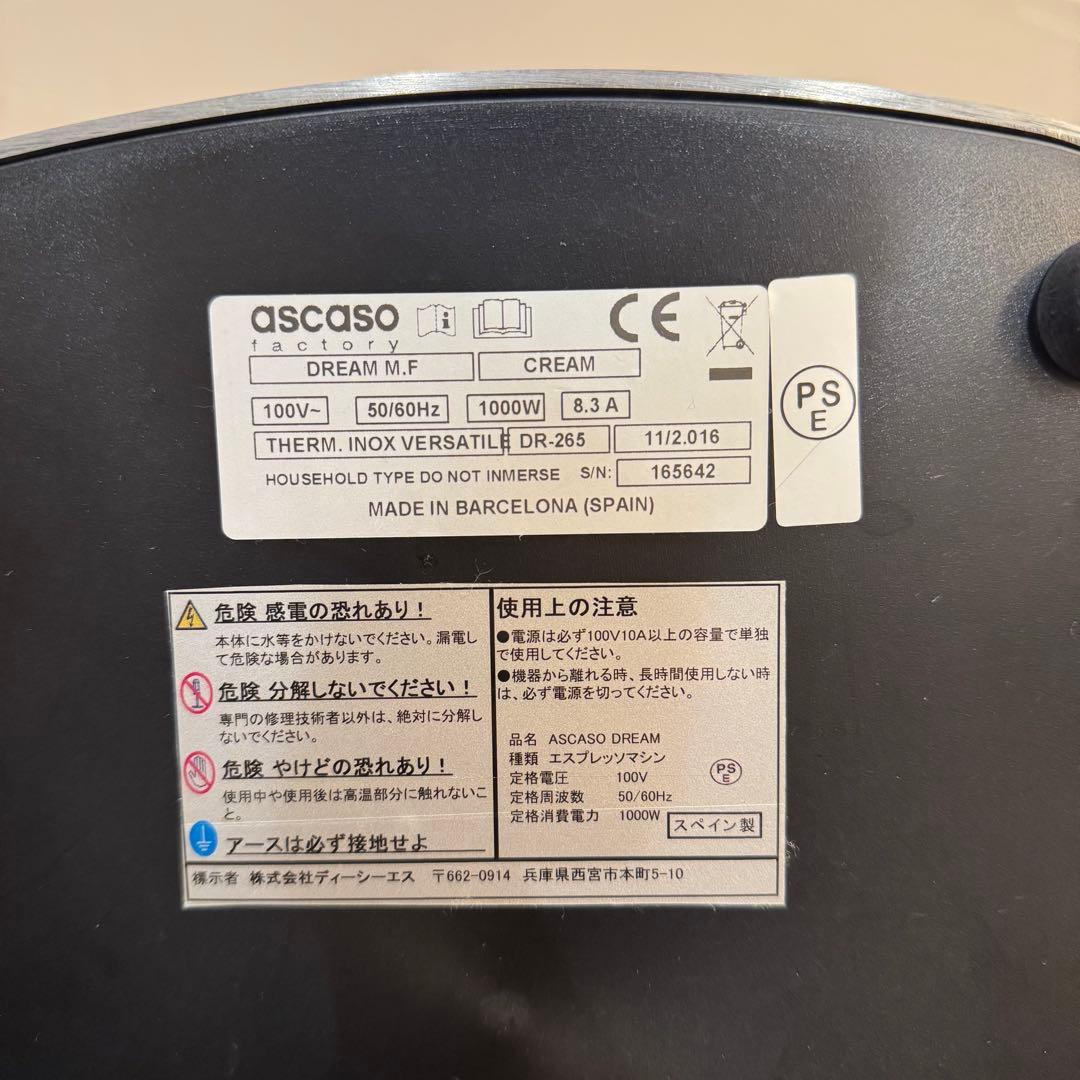 ascaso
factory
DREAM M.F CREAM
100V~ 50/60Hz 1000W 8.3 A
THERM. INOX VERSATILE DR-265 11/2.016
HOUSEHOLD TYPE DO NOT INMERSE S/N: 165642
MADE IN BARCELONA (SPAIN)
CE
PSE
危険 感電の恐れあり!
本体に水等をかけないでください。漏電し
て危険な場合があります。
危険 分解しないでください!
専門の修理技術者以外は、絶対に分解し
ないでください。
危険 やけどの恐れあり!
使用中や使用後は高温部分に触れないこ
と。
アースは必ず接地せよ
使用上の注意
●電源は必ず100V10A以上の容量で単独
で使用してください。
●機器から離れる時、長時間使用しない時
は、必ず電源を切ってください。
品名 ASCASO DREAM
種類 エスプレッソマシン
定格電圧 100V
定格周波数 50/60Hz
定格消費電力 1000W
PSE
スペイン製
標示者 株式会社ディーシーエス 〒662-0914 兵庫県西宮市本町5-10